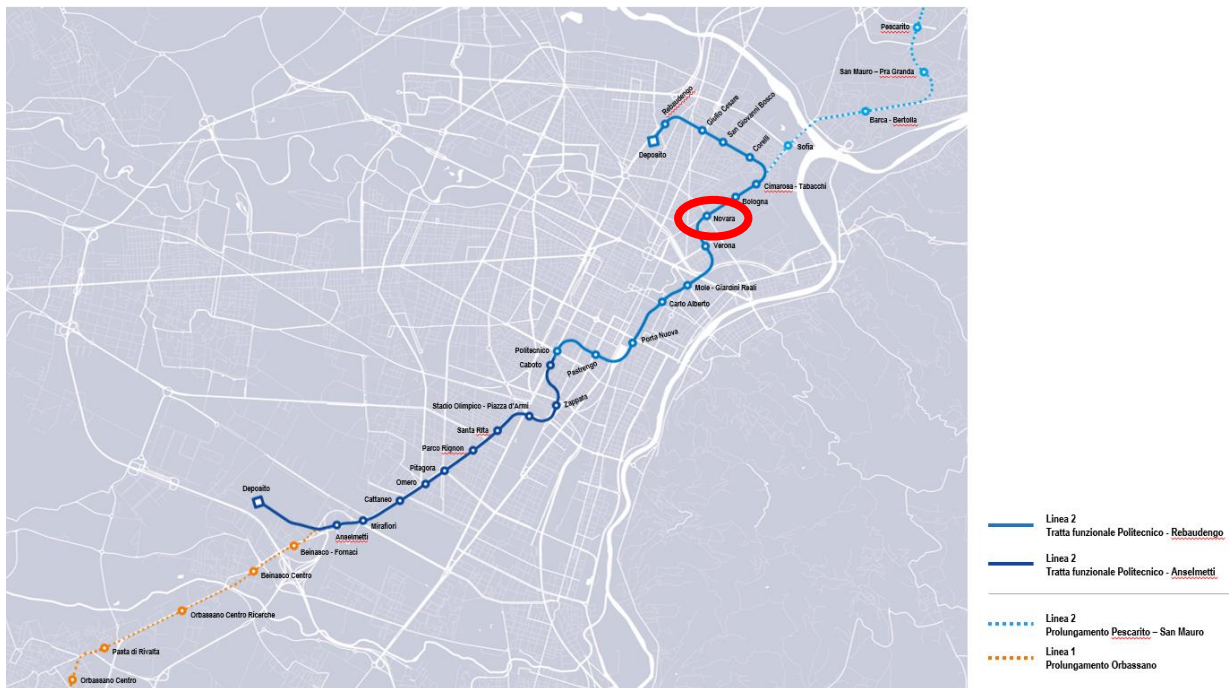 Pescarito
San Mauro – Pra Granda
Barca - Bertolla
Sofia
Rebaudengo
Giulio Cesare
San Giovanni Bosco
Corelli
Deposito
Cimarosa - Tabacchi
Bologna
Novara
Verona
Mole - Giardini Reali
Carlo Alberto
Porta Nuova
Pastrengo
Politecnico
Caboto
Zappata
Stadio Olimpico - Piazza d'Armi
Santa Rita
Parco Rignon
Pitagora
Omero
Cattaneo
Mirafiori
Anselmetti
Deposito
Beinasco - Fornaci
Beinasco Centro
Orbassano Centro Ricerche
Pasta di Rivalta
Orbassano Centro
Linea 2
Tratta funzionale Politecnico - Rebaudengo
Linea 2
Tratta funzionale Politecnico - Anselmetti
Linea 2
Prolungamento Pescarito – San Mauro
Linea 1
Prolungamento Orbassano